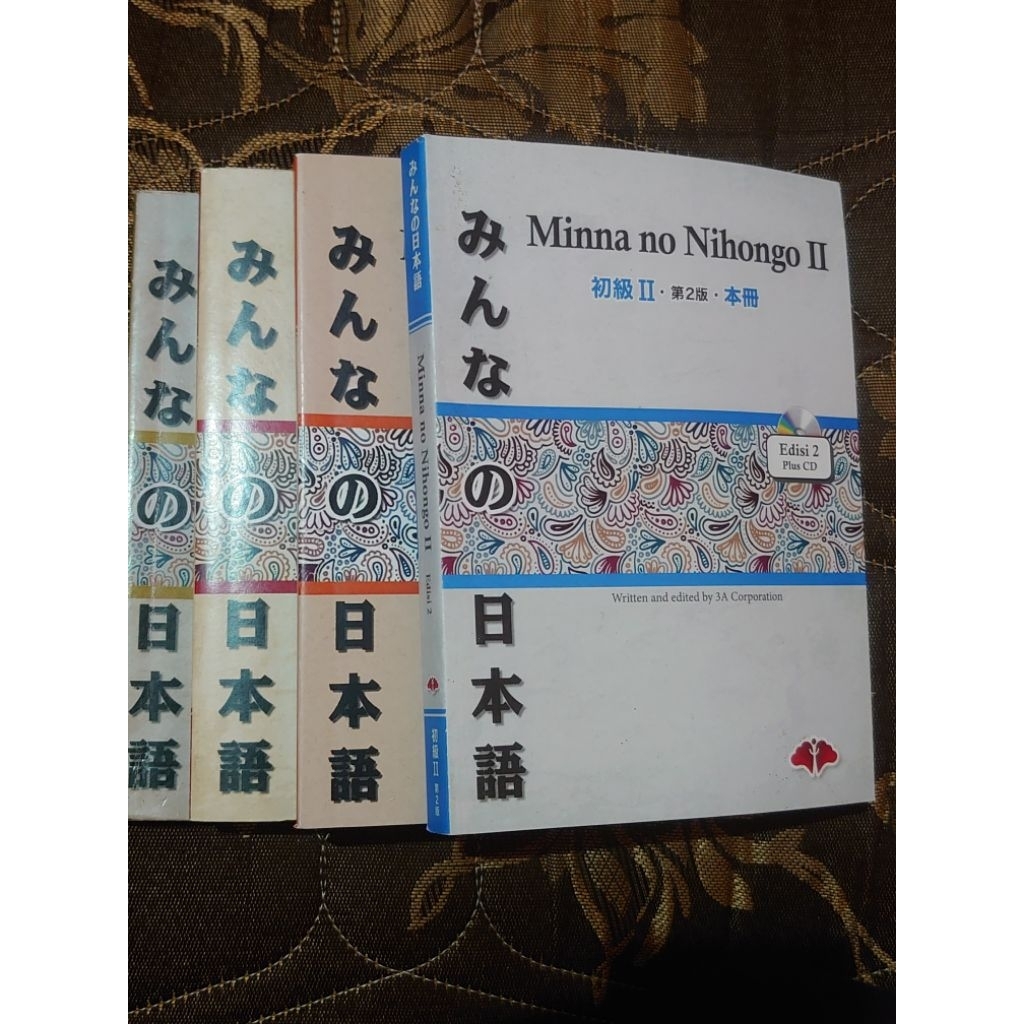 みんなの日本語
みんなの日本語
みんなの日本語
みんなの日本語
Minna no Nihongo II
Edisi 2
初級 II 第2版
みんなの日本語
Minna no Nihongo II
初級 II・第2版・本冊
Edisi 2
Plus CD
Written and edited by 3A Corporation